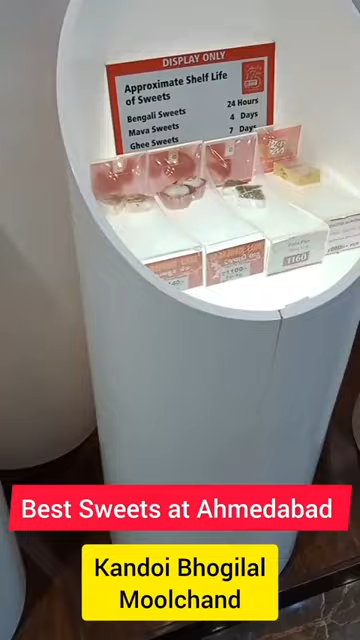 DISPLAY ONLY
Approximate Shelf Life
of Sweets
Bengali Sweets 24 Hours
Mava Sweets 4 Days
Ghee Sweets 7 Days
1100
1160
Best Sweets at Ahmedabad
Kandoi Bhogilal
Moolchand